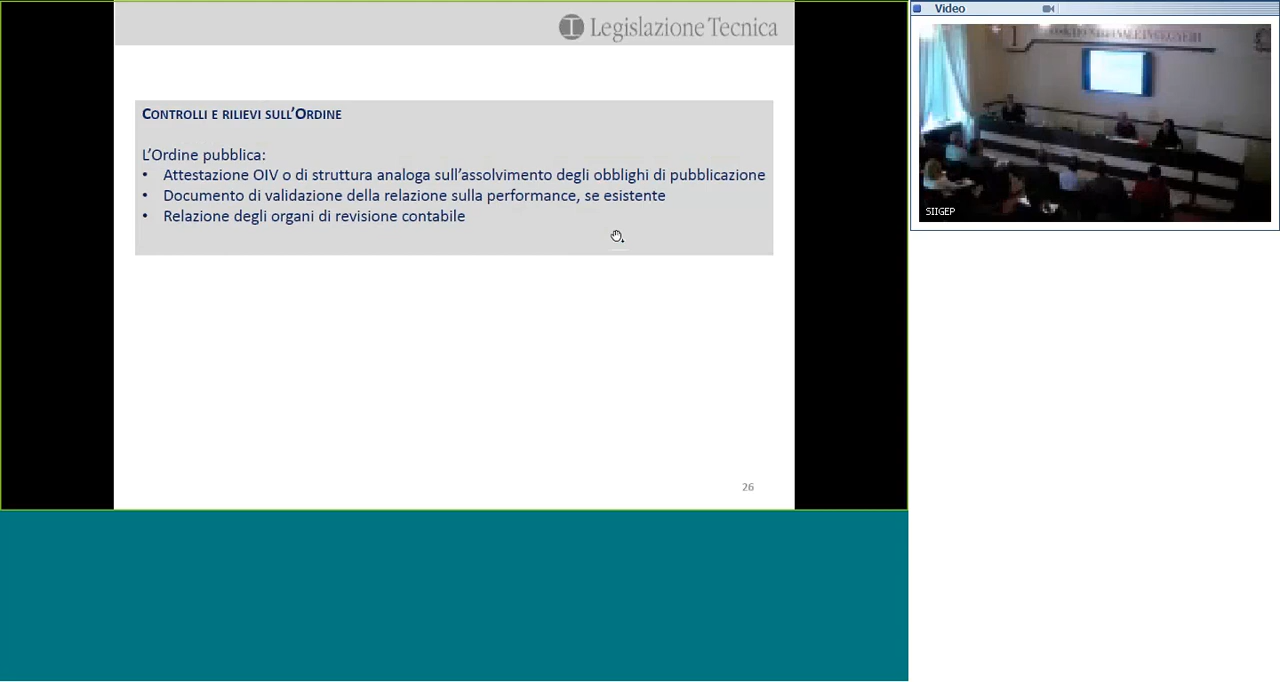 Legislazione Tecnica
Video
CONTROLLI E RILIEVI SULL'ORDINE
L'Ordine pubblica:
• Attestazione OIV o di struttura analoga sull'assolvimento degli obblighi di pubblicazione
• Documento di validazione della relazione sulla performance, se esistente
• Relazione degli organi di revisione contabile
SIIGEP
26